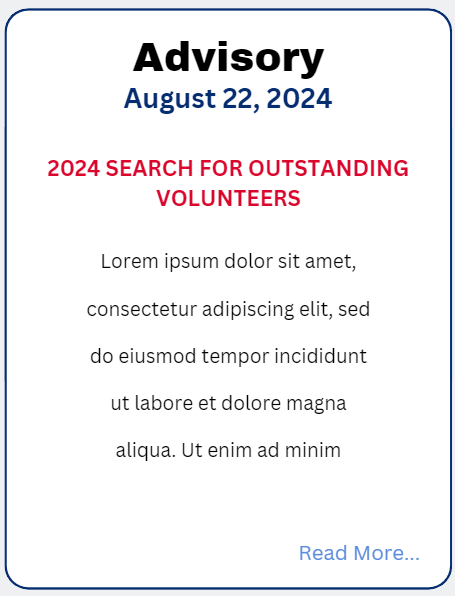 Advisory
August 22, 2024
2024 SEARCH FOR OUTSTANDING
VOLUNTEERS
Lorem ipsum dolor sit amet,
consectetur adipiscing elit, sed
do eiusmod tempor incididunt
ut labore et dolore magna
aliqua. Ut enim ad minim
Read More...